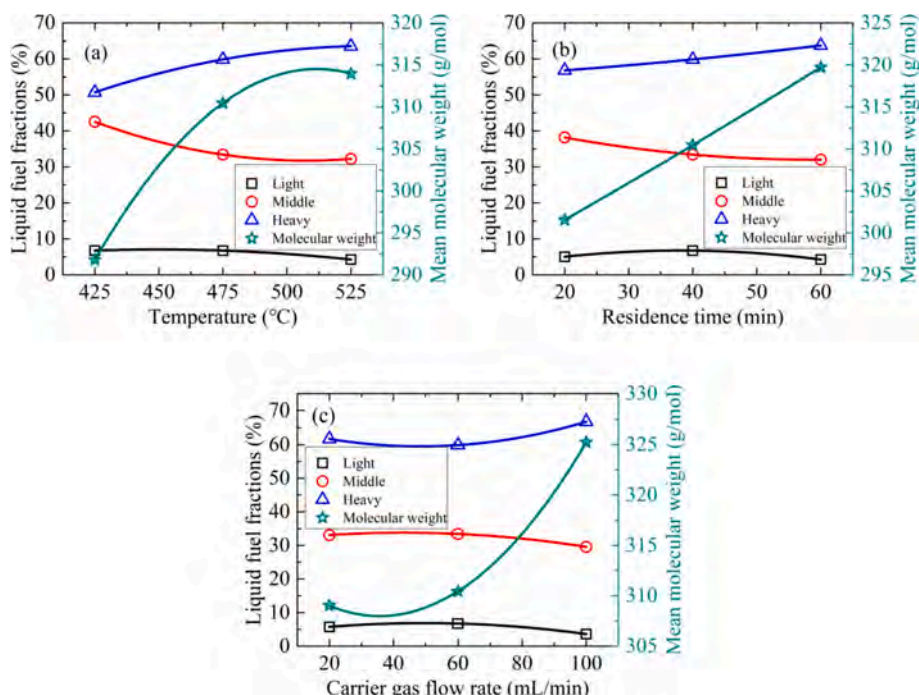 (a)
Liquid fuel fractions (%)
70
60
50
40
30
20
10
0
425 450 475 500 525
Temperature (°C)
Light
Middle
Heavy
Molecular weight
320
315
310
305
300
295
290
Mean molecular weight (g/mol)
(b)
Liquid fuel fractions (%)
70
60
50
40
30
20
10
0
20 30 40 50 60
Residence time (min)
Light
Middle
Heavy
Molecular weight
325
320
315
310
305
300
295
Mean molecular weight (g/mol)
(c)
Liquid fuel fractions (%)
70
60
50
40
30
20
10
0
20 40 60 80 100
Carrier gas flow rate (mL/min)
Light
Middle
Heavy
Molecular weight
330
325
320
315
310
305
Mean molecular weight (g/mol)